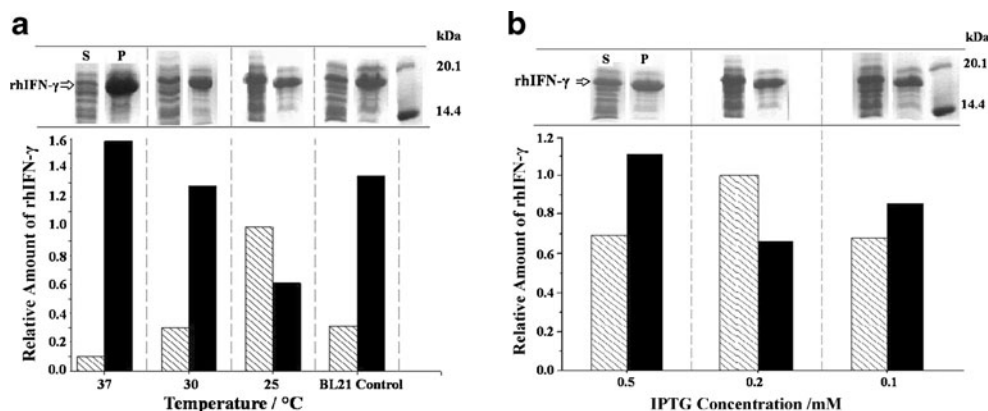 a
kDa
S P
20.1
rhIFN-γ
14.4
1.6
1.4
1.2
1.0
0.8
0.6
0.4
0.2
0.0
Relative Amount of rhIFN-γ
37 30 25 BL21 Control
Temperature / °C
b
kDa
S P
20.1
rhIFN-γ
14.4
1.2
1.0
0.8
0.6
0.4
0.2
0.0
Relative Amount of rhIFN-γ
0.5 0.2 0.1
IPTG Concentration /mM